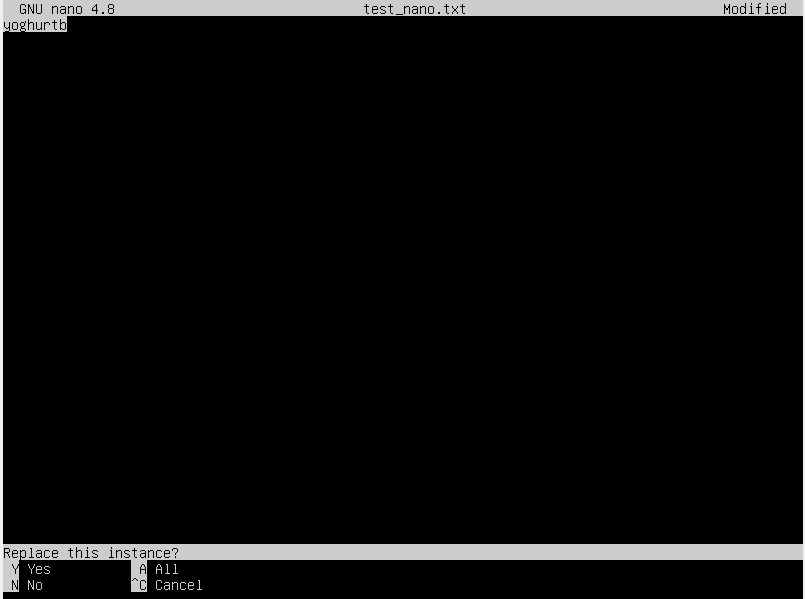 GNU nano 4.8 test_nano.txt Modified
yoghurtb
Replace this instance?
Y Yes A All
N No ^C Cancel